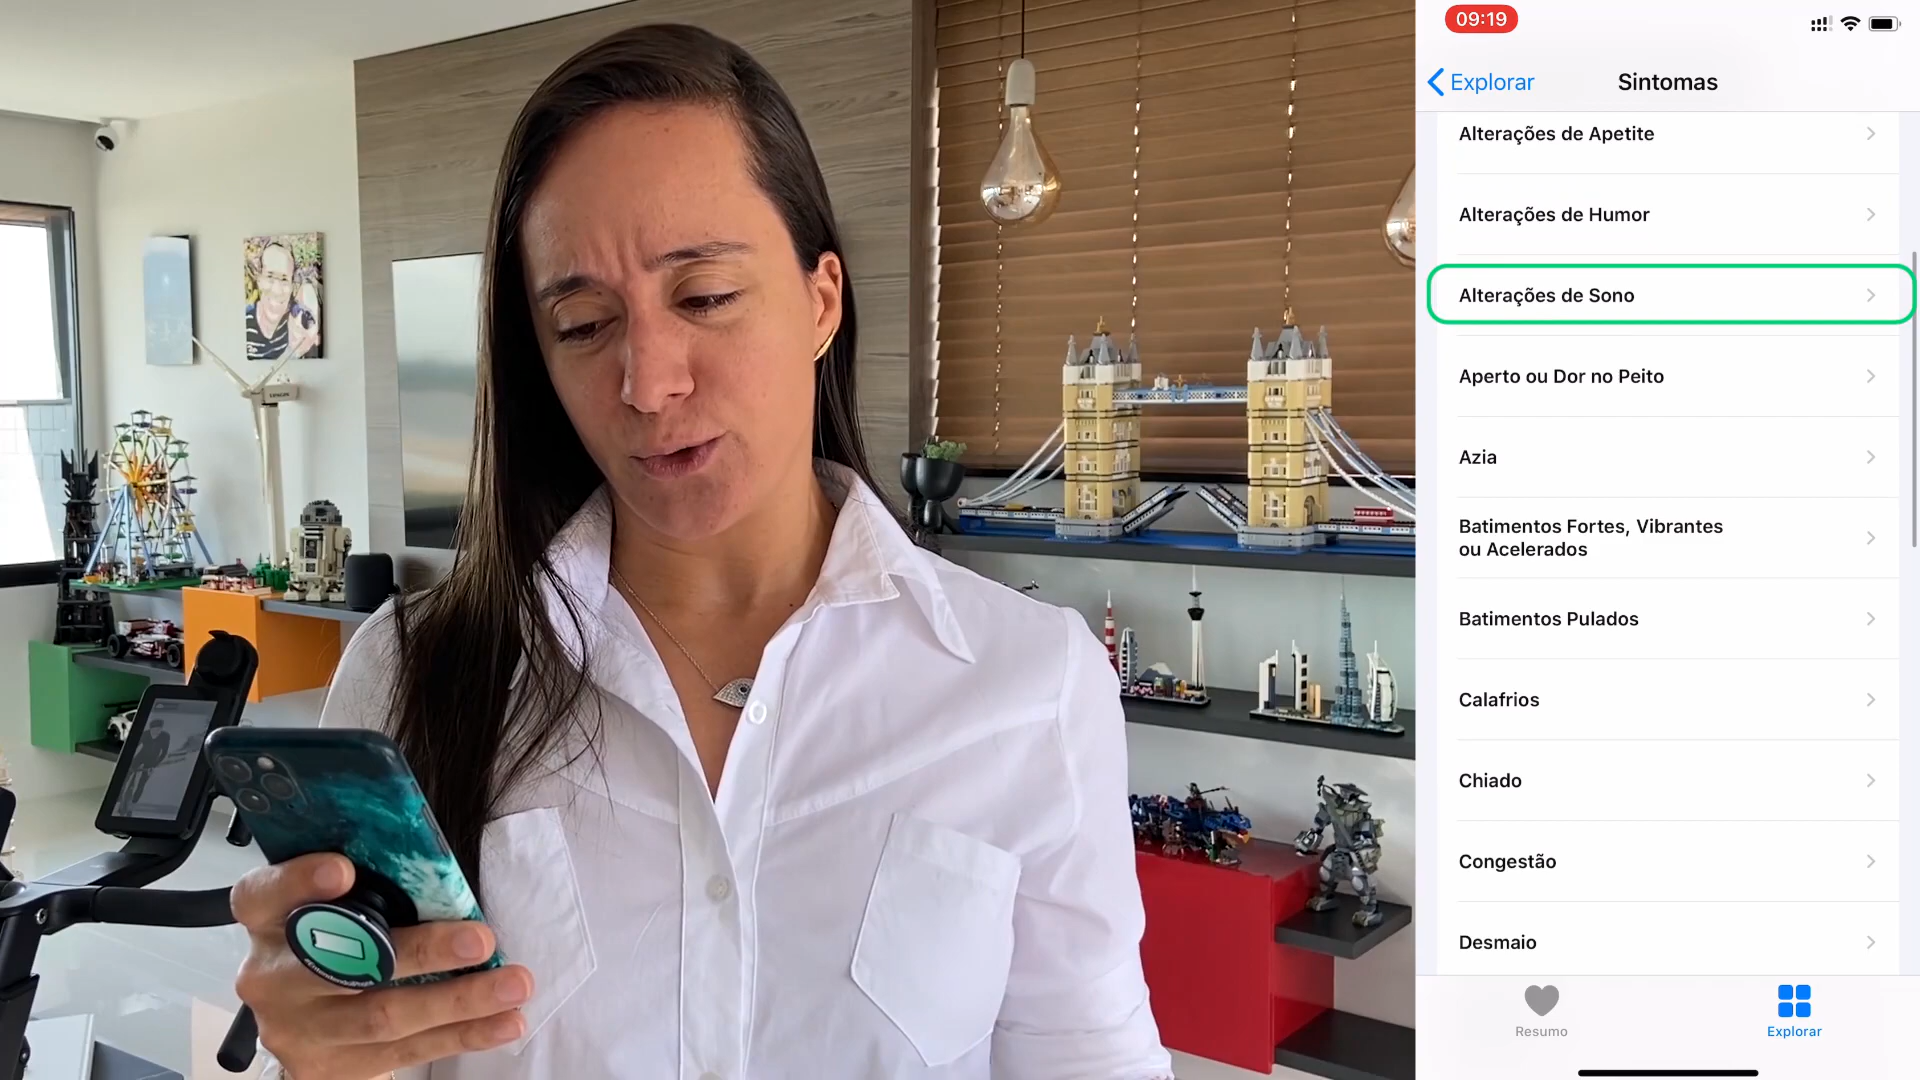 09:19
Explorar
Sintomas
Alterações de Apetite
Alterações de Humor
Alterações de Sono
Aperto ou Dor no Peito
Azia
Batimentos Fortes, Vibrantes
ou Acelerados
Batimentos Pulados
Calafrios
Chiado
Congestão
Desmaio
Resumo
Explorar